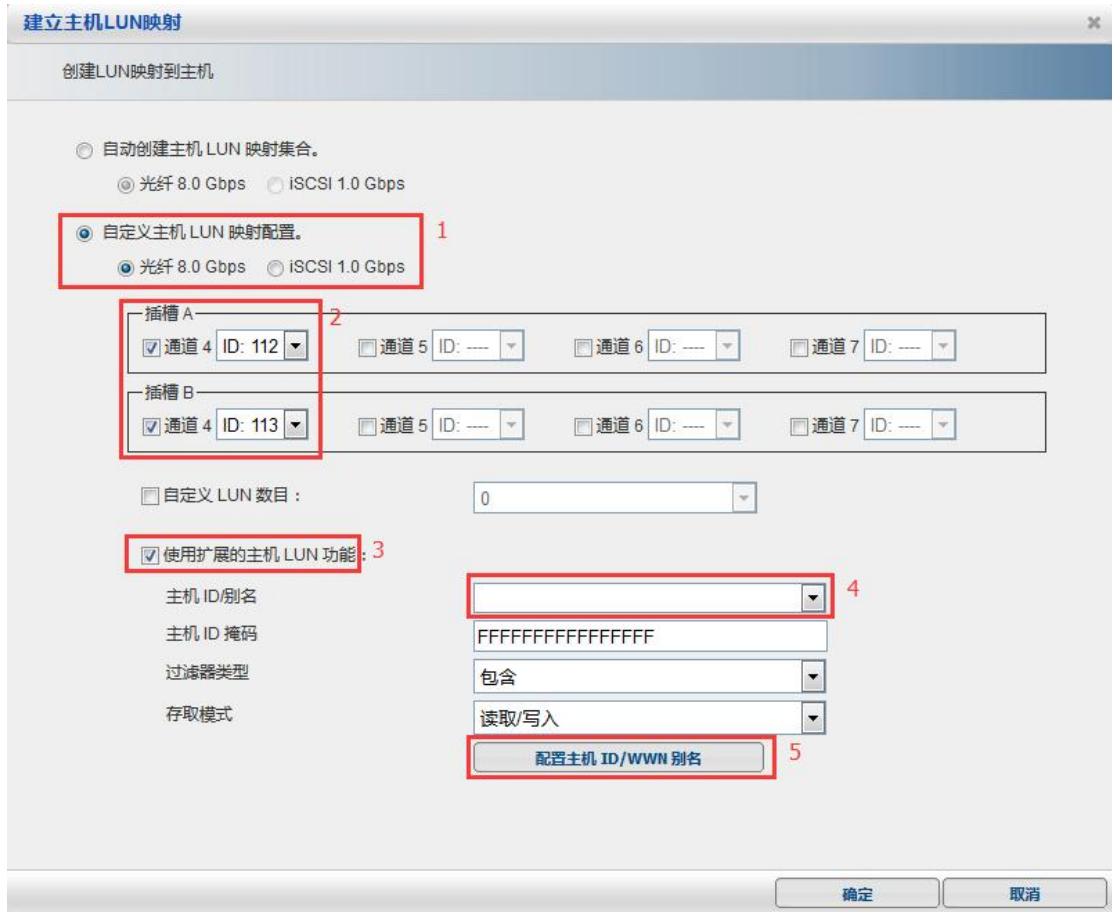 建立主机LUN映射
创建LUN映射到主机
自动创建主机 LUN 映射集合。
光纤 8.0 Gbps iSCSI 1.0 Gbps
自定义主机 LUN 映射配置。 1
光纤 8.0 Gbps iSCSI 1.0 Gbps
插槽 A 2
通道 4 ID: 112 通道 5 ID: ---- 通道 6 ID: ---- 通道 7 ID: ----
插槽 B
通道 4 ID: 113 通道 5 ID: ---- 通道 6 ID: ---- 通道 7 ID: ----
自定义 LUN 数目： 0
使用扩展的主机 LUN 功能： 3
主机 ID/别名 4
主机 ID 掩码 FFFFFFFFFFFFFFFF
过滤器类型 包含
存取模式 读取/写入
配置主机 ID/WWN 别名 5
确定 取消